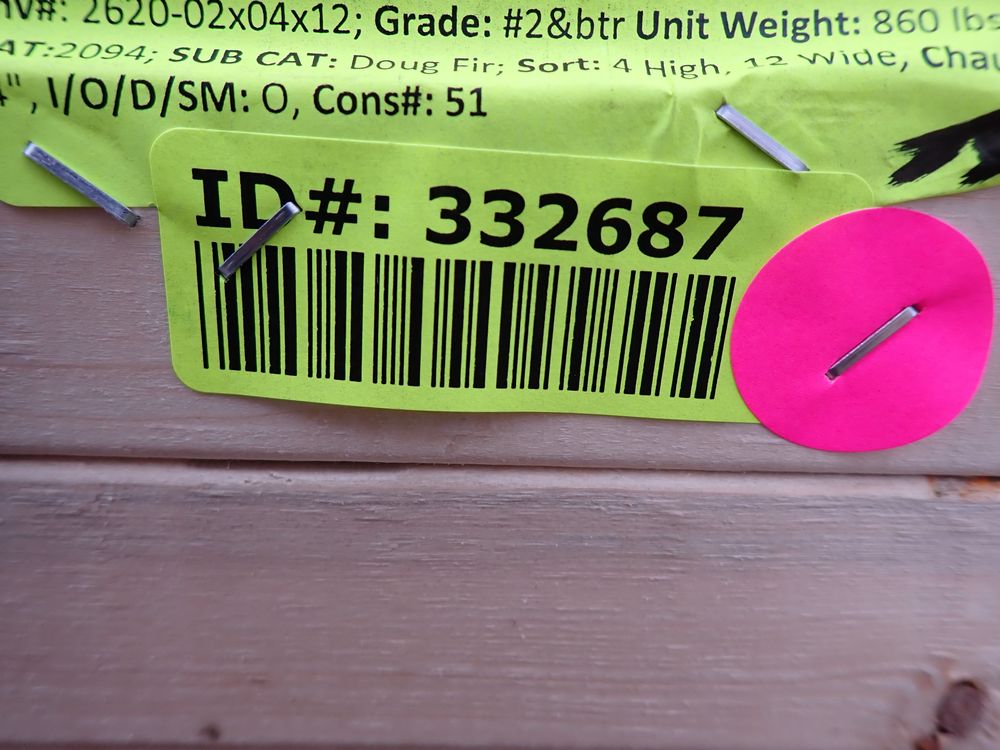 nv#: 2620-02x04x12; Grade: #2&btr Unit Weight: 860 lbs
AT:2094; SUB CAT: Doug Fir; Sort: 4 High, 12 Wide, Chau
4", I/O/D/SM: O, Cons#: 51
ID#: 332687